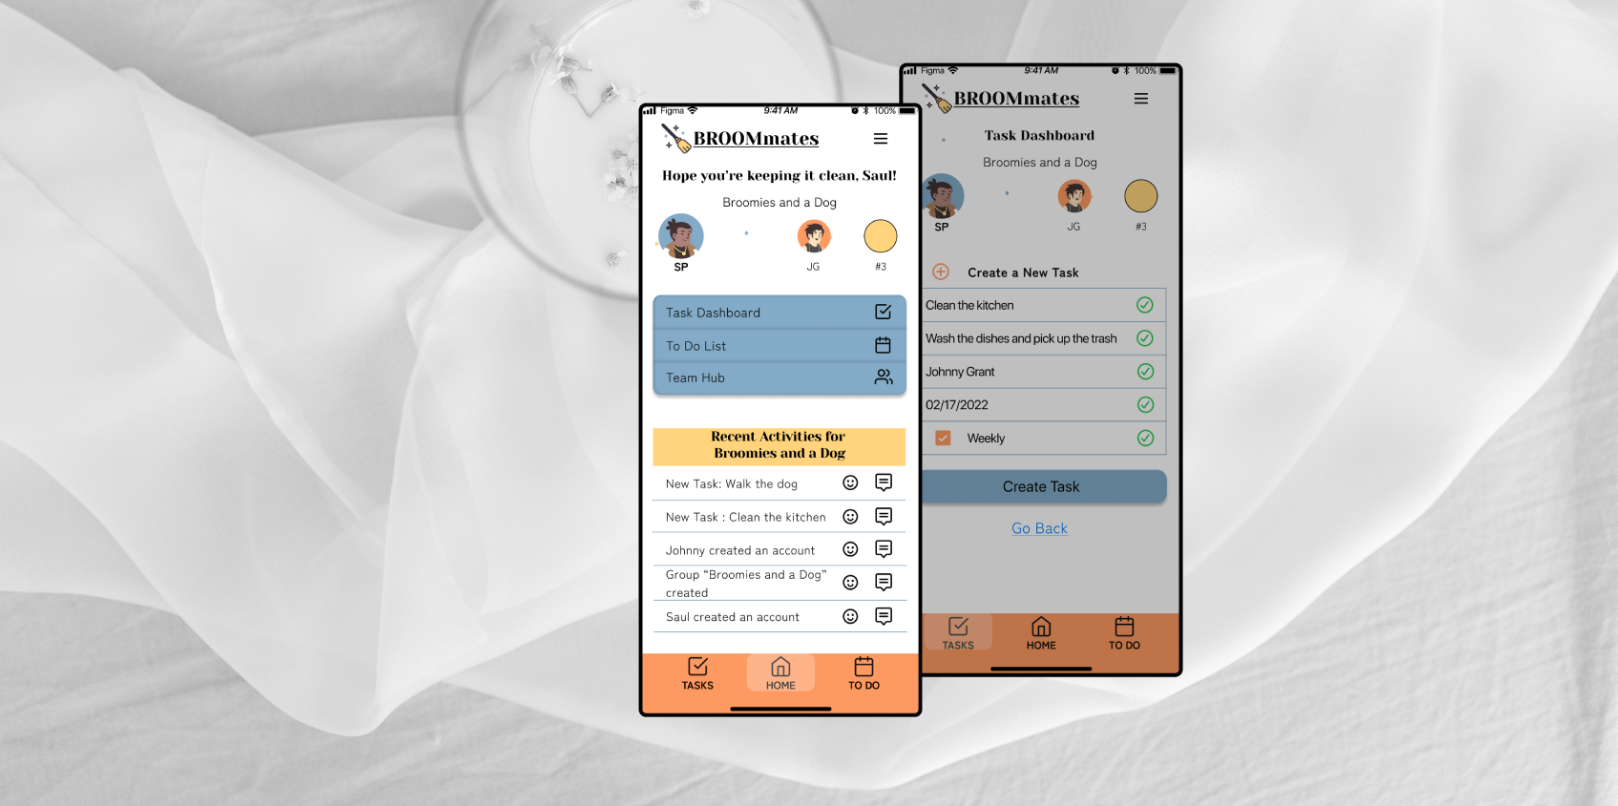 Figma 9:41 AM 100%
BROOMmates
Hope you're keeping it clean, Saul!
Broomies and a Dog
SP JG #3
Task Dashboard
To Do List
Team Hub
Recent Activities for
Broomies and a Dog
New Task: Walk the dog
New Task : Clean the kitchen
Johnny created an account
Group “Broomies and a Dog”
created
Saul created an account
TASKS HOME TO DO
Figma 9:41 AM 100%
BROOMmates
Task Dashboard
Broomies and a Dog
SP JG #3
Create a New Task
Clean the kitchen
Wash the dishes and pick up the trash
Johnny Grant
02/17/2022
Weekly
Create Task
Go Back
TASKS HOME TO DO